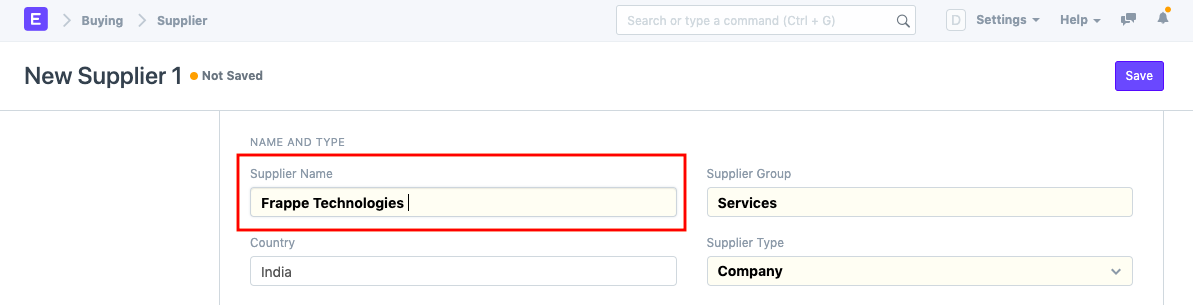 E Buying Supplier Search or type a command (Ctrl + G) D Settings Help
New Supplier 1 Not Saved Save
NAME AND TYPE
Supplier Name Supplier Group
Frappe Technologies Services
Country Supplier Type
India Company